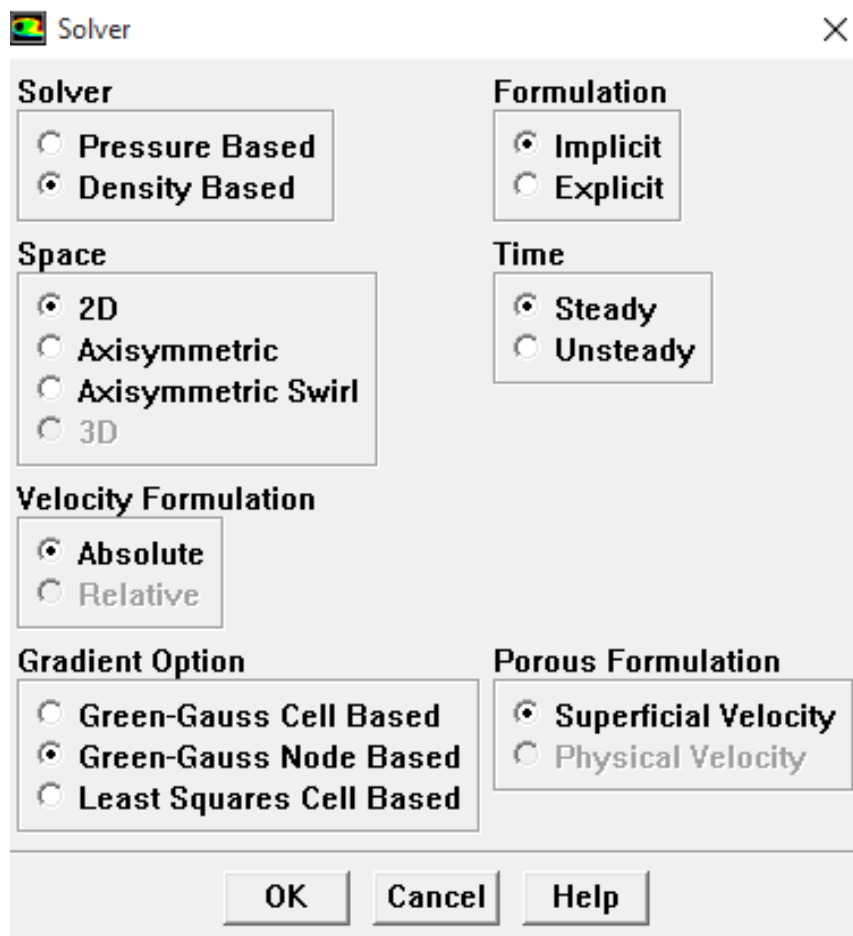 Solver
Solver
Pressure Based
Density Based
Formulation
Implicit
Explicit
Space
2D
Axisymmetric
Axisymmetric Swirl
3D
Time
Steady
Unsteady
Velocity Formulation
Absolute
Relative
Gradient Option
Green-Gauss Cell Based
Green-Gauss Node Based
Least Squares Cell Based
Porous Formulation
Superficial Velocity
Physical Velocity
OK Cancel Help